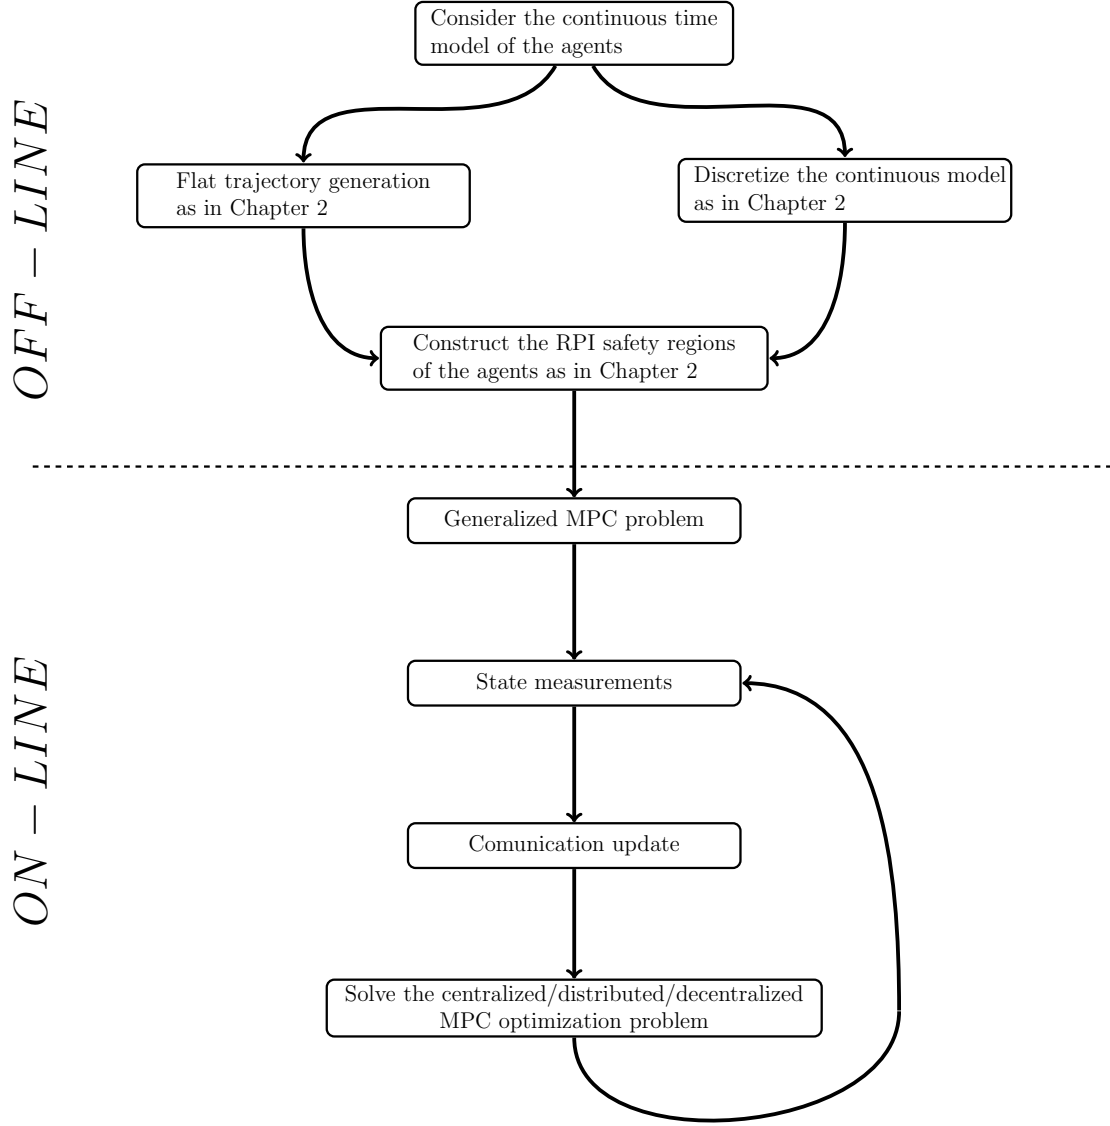 Consider the continuous time
model of the agents
OFF – LINE
Flat trajectory generation
as in Chapter 2
Discretize the continuous model
as in Chapter 2
Construct the RPI safety regions
of the agents as in Chapter 2
Generalized MPC problem
ON – LINE
State measurements
Comunication update
Solve the centralized/distributed/decentralized
MPC optimization problem